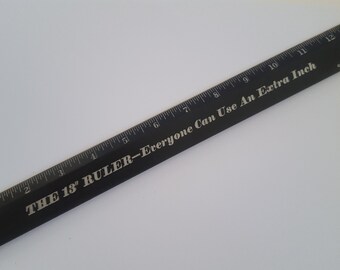 2 3 4 5 6 7 8 9 10 11 12
THE 13" RULER—Everyone Can Use An Extra Inch